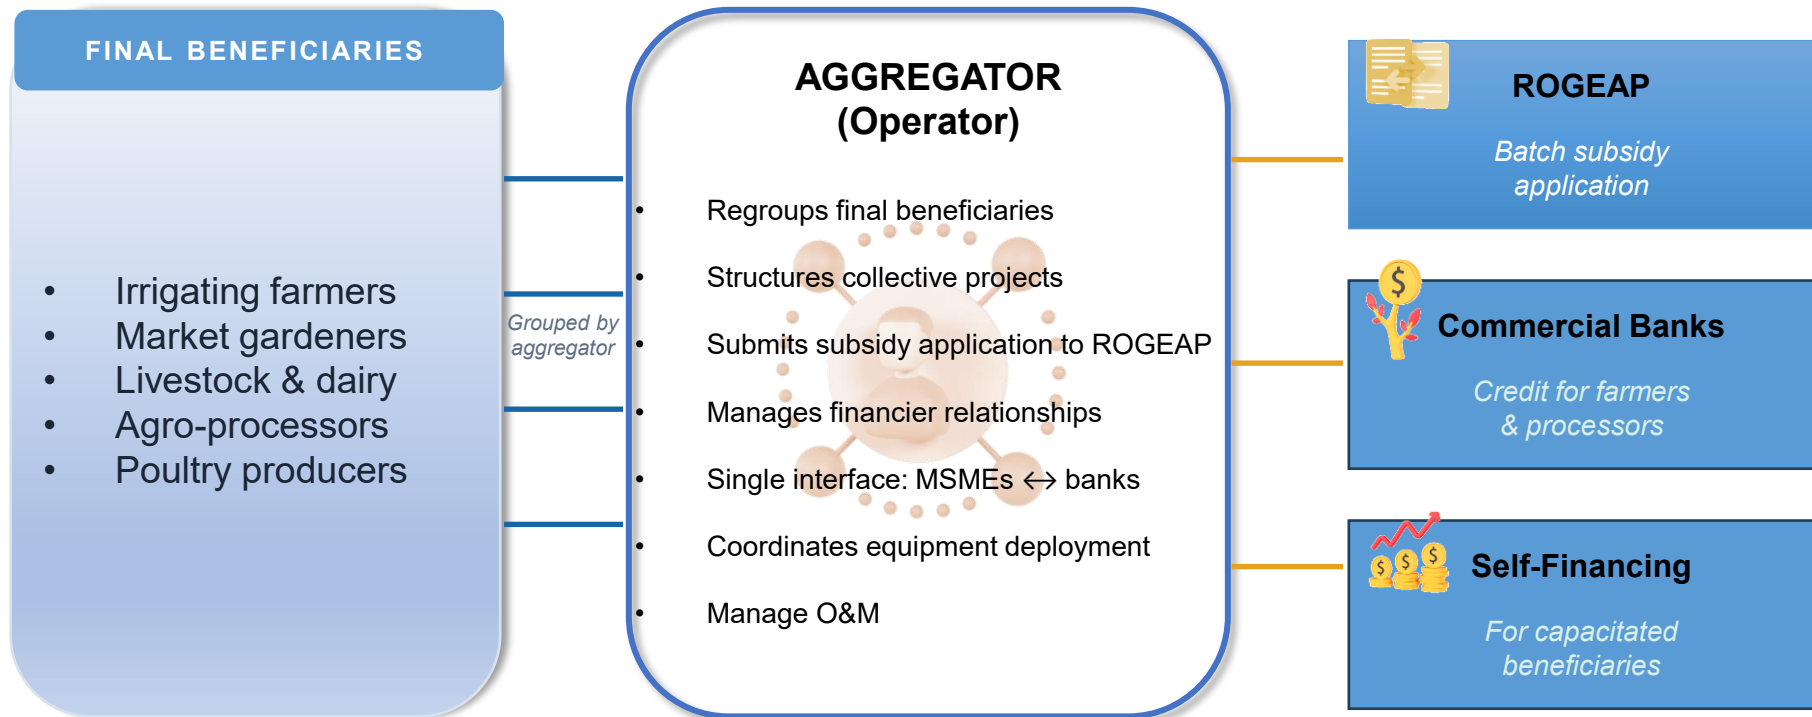 FINAL BENEFICIARIES
• Irrigating farmers
• Market gardeners
• Livestock & dairy
• Agro-processors
• Poultry producers
Grouped by
aggregator
AGGREGATOR
(Operator)
• Regroups final beneficiaries
• Structures collective projects
• Submits subsidy application to ROGEAP
• Manages financier relationships
• Single interface: MSMEs ↔ banks
• Coordinates equipment deployment
• Manage O&M
ROGEAP
Batch subsidy
application
$
Commercial Banks
Credit for farmers
& processors
$ $ $
Self-Financing
For capacitated
beneficiaries